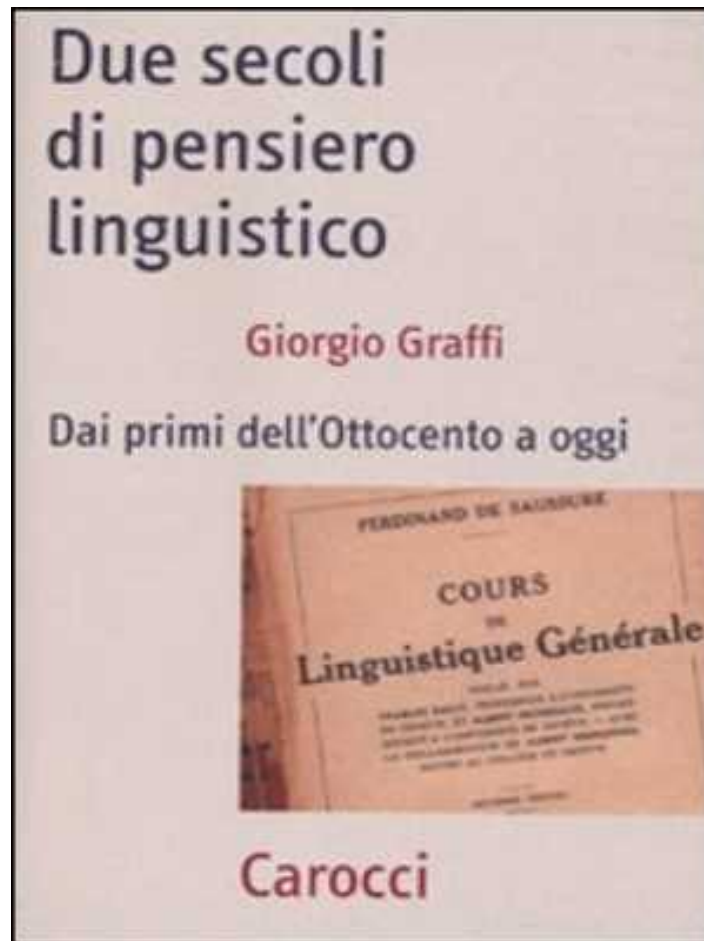 Due secoli
di pensiero
linguistico
Giorgio Graffi
Dai primi dell'Ottocento a oggi
FERDINAND DE SAUSSURE
COURS
DE
Linguistique Générale
Carocci